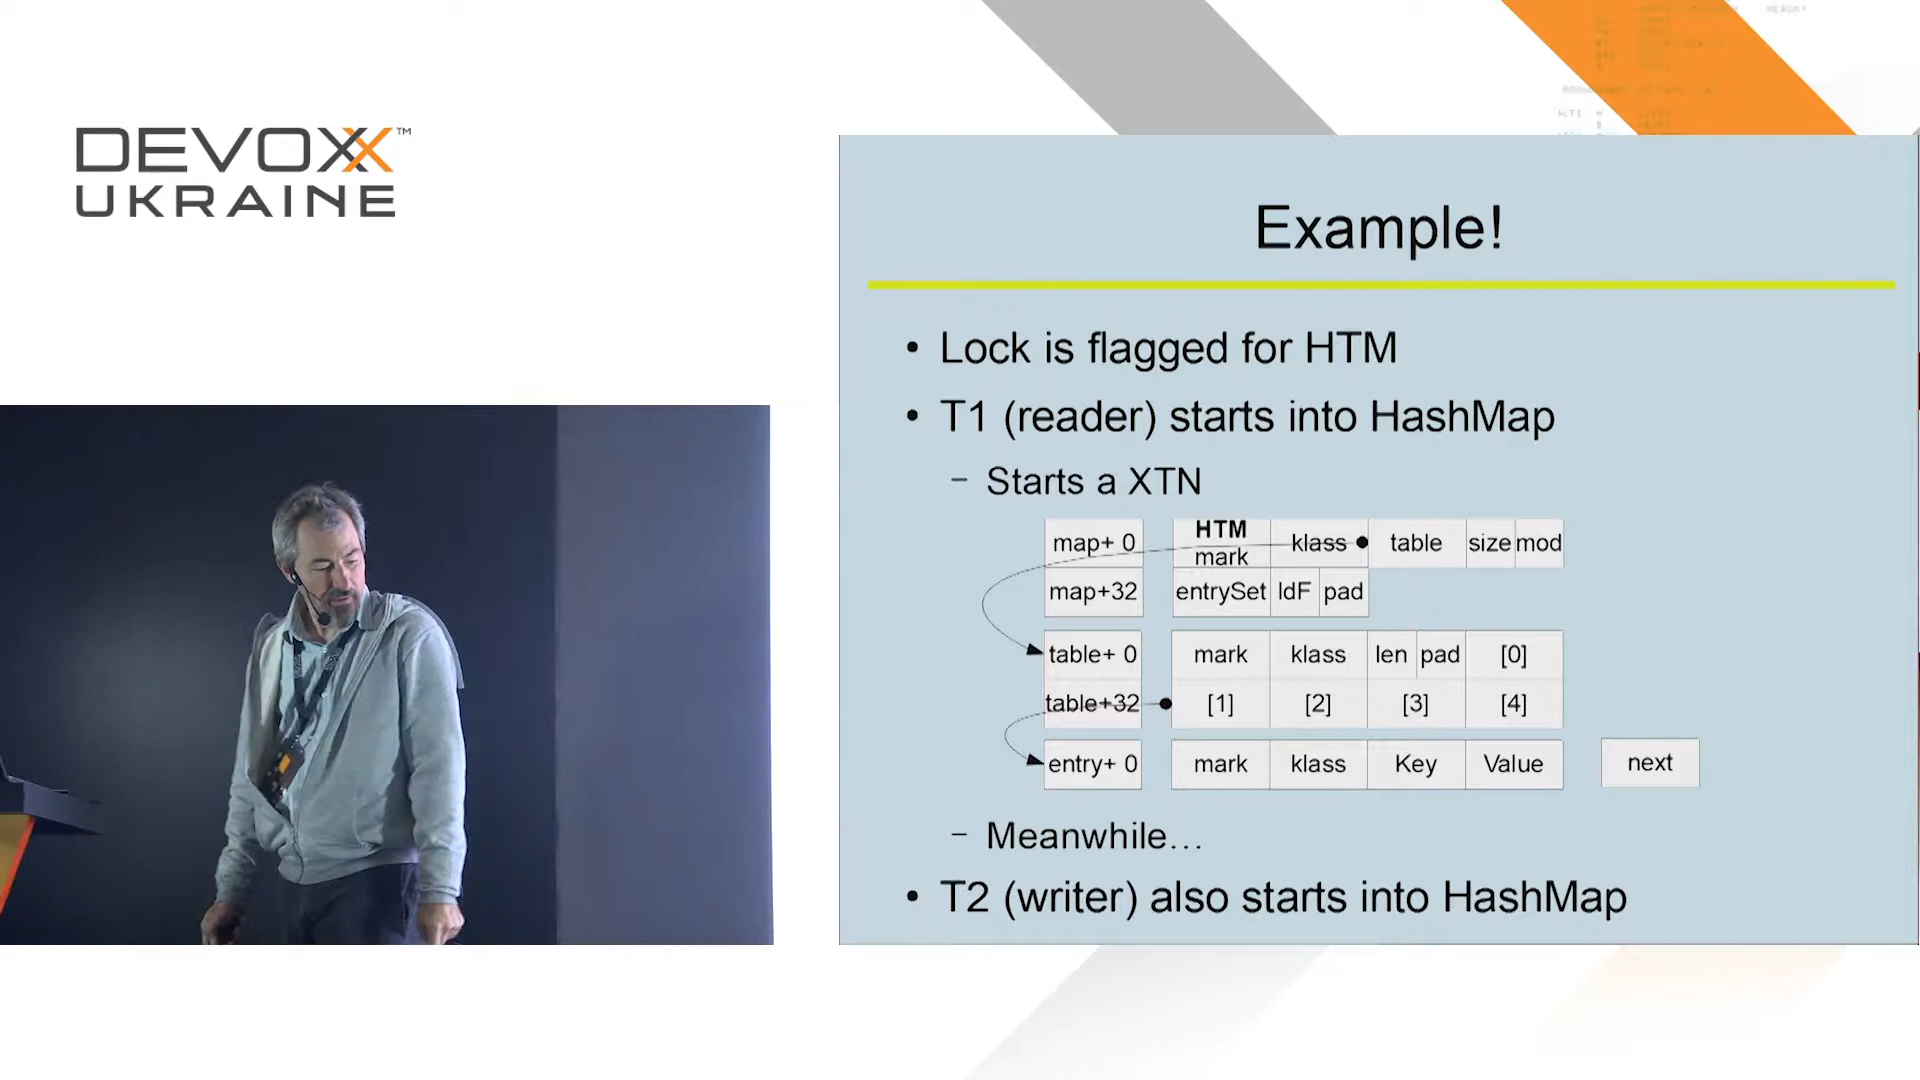 DEVOXX™
UKRAINE
Example!
• Lock is flagged for HTM
• T1 (reader) starts into HashMap
– Starts a XTN
map+ 0 HTM mark klass table size mod
map+32 entrySet ldF pad
table+ 0 mark klass len pad [0]
table+32 [1] [2] [3] [4]
entry+ 0 mark klass Key Value next
– Meanwhile…
• T2 (writer) also starts into HashMap